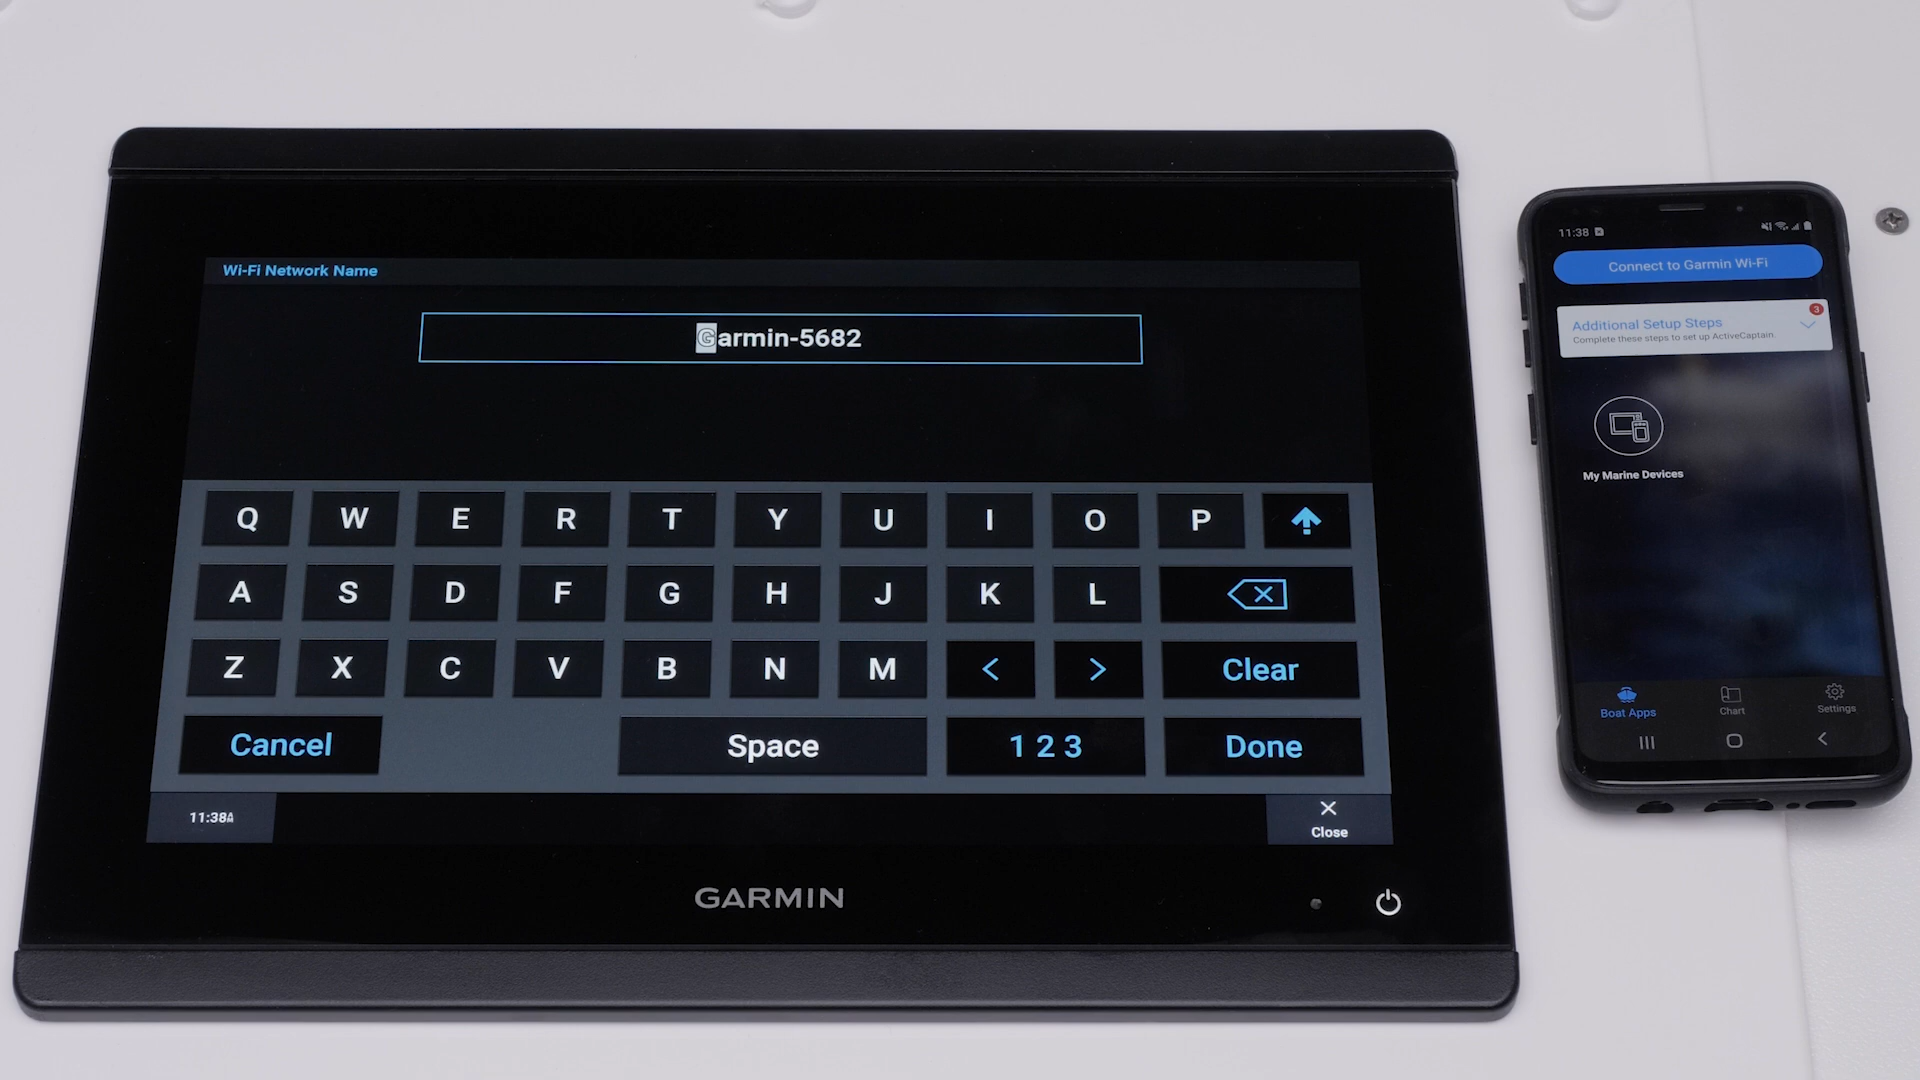 Wi-Fi Network Name
Garmin-5682
Q W E R T Y U I O P
A S D F G H J K L
Z X C V B N M < > Clear
Cancel Space 1 2 3 Done
11:38A
Close
GARMIN
11:38
Connect to Garmin Wi-Fi
3
Additional Setup Steps
Complete these steps to set up ActiveCaptain.
My Marine Devices
Boat Apps Chart Settings